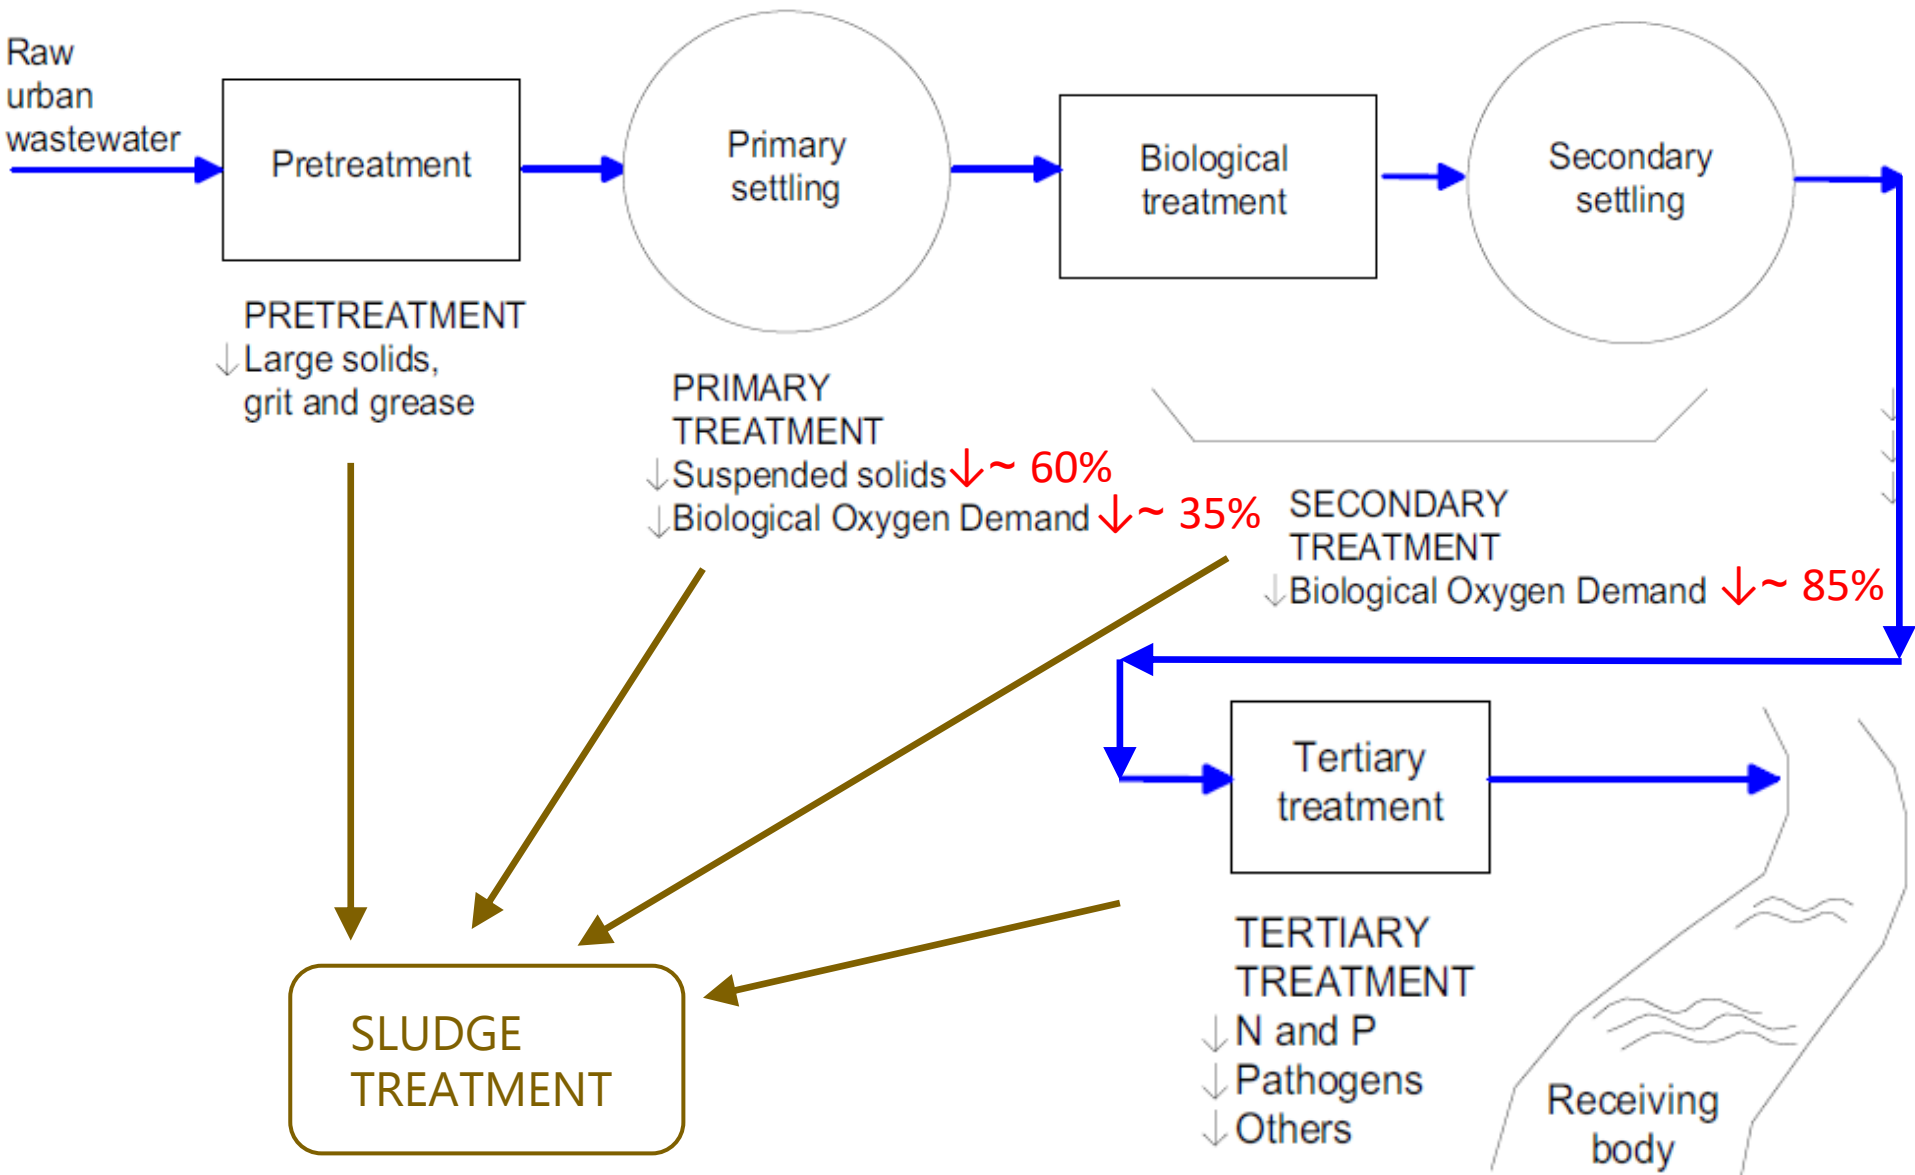 Raw
urban
wastewater
Pretreatment
Primary
settling
Biological
treatment
Secondary
settling
PRETREATMENT
↓Large solids,
grit and grease
PRIMARY
TREATMENT
↓Suspended solids ↓~ 60%
↓Biological Oxygen Demand ↓~ 35%
SECONDARY
TREATMENT
↓Biological Oxygen Demand ↓~ 85%
Tertiary
treatment
TERTIARY
TREATMENT
↓N and P
↓Pathogens
↓Others
SLUDGE
TREATMENT
Receiving
body